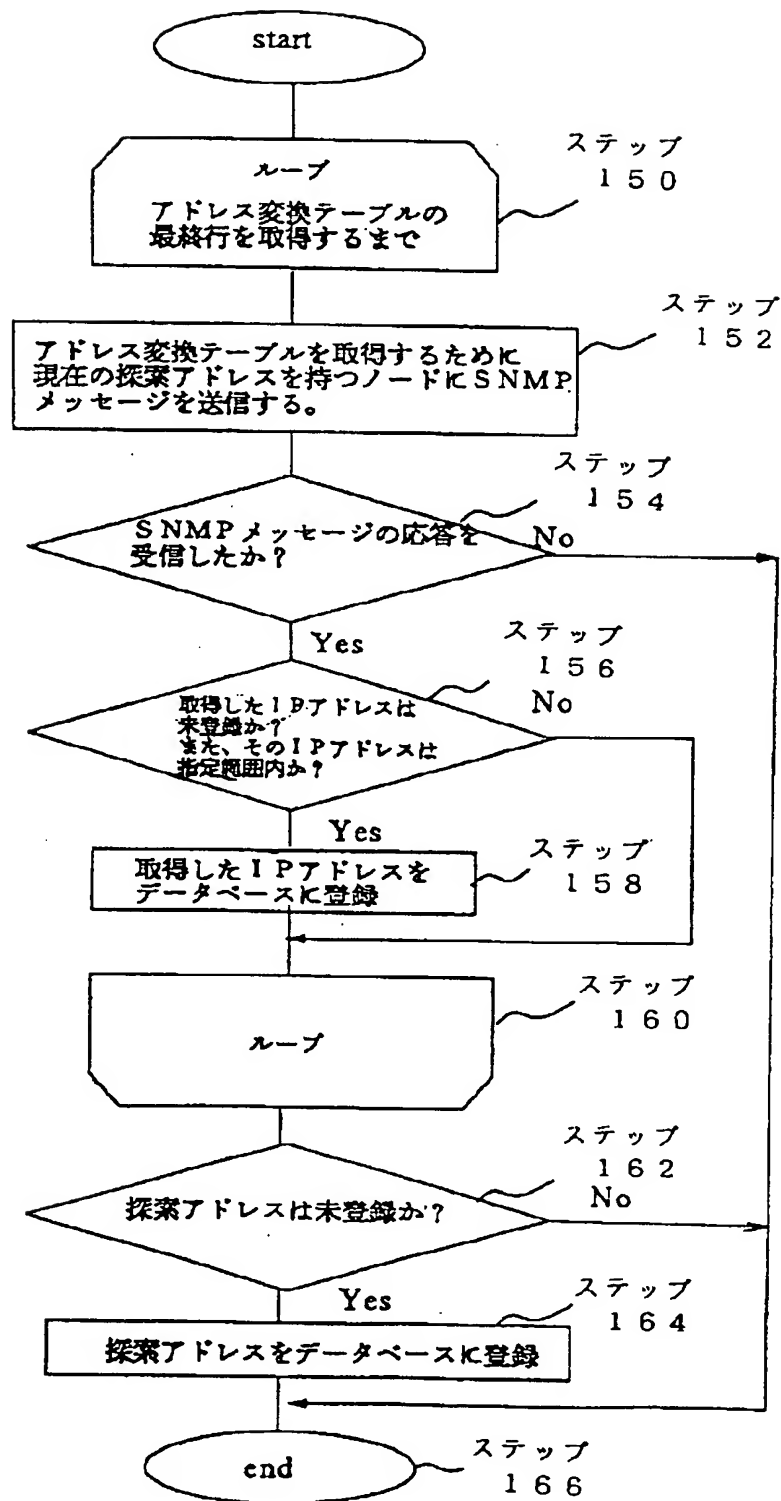 start
ループ
アドレス変換テーブルの
最終行を取得するまで
ステップ
150
アドレス変換テーブルを取得するために
現在の探索アドレスを持つノードにSNMP
メッセージを送信する。
ステップ
152
SNMPメッセージの応答を
受信したか?
ステップ
154
No
Yes
取得したIPアドレスは
未登録か?
また、そのIPアドレスは
指定範囲内か?
ステップ
156
No
Yes
取得したIPアドレスを
データベースに登録
ステップ
158
ループ
ステップ
160
探索アドレスは未登録か?
ステップ
162
No
Yes
探索アドレスをデータベースに登録
ステップ
164
end
ステップ
166